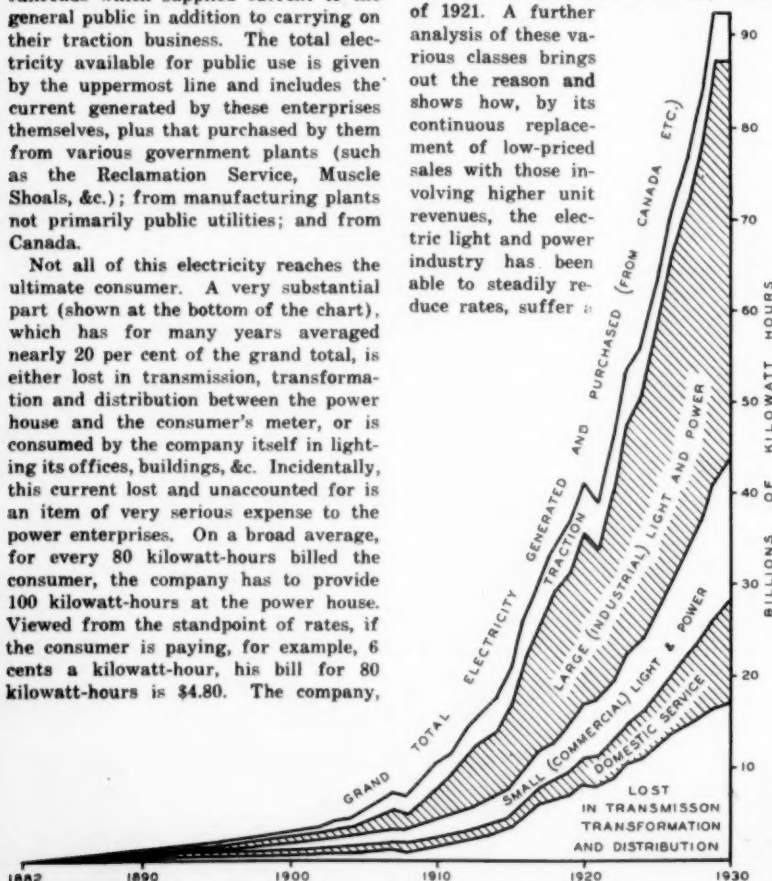 general public in addition to carrying on
their traction business. The total elec-
tricity available for public use is given
by the uppermost line and includes the
current generated by these enterprises
themselves, plus that purchased by them
from various government plants (such
as the Reclamation Service, Muscle
Shoals, &c.); from manufacturing plants
not primarily public utilities; and from
Canada.
Not all of this electricity reaches the
ultimate consumer. A very substantial
part (shown at the bottom of the chart),
which has for many years averaged
nearly 20 per cent of the grand total, is
either lost in transmission, transforma-
tion and distribution between the power
house and the consumer's meter, or is
consumed by the company itself in light-
ing its offices, buildings, &c. Incidentally,
this current lost and unaccounted for is
an item of very serious expense to the
power enterprises. On a broad average,
for every 80 kilowatt-hours billed the
consumer, the company has to provide
100 kilowatt-hours at the power house.
Viewed from the standpoint of rates, if
the consumer is paying, for example, 6
cents a kilowatt-hour, his bill for 80
kilowatt-hours is $4.80. The company,
of 1921. A further
analysis of these va-
rious classes brings
out the reason and
shows how, by its
continuous replace-
ment of low-priced
sales with those in-
volving higher unit
revenues, the elec-
tric light and power
industry has been
able to steadily re-
duce rates, suffer
GRAND TOTAL ELECTRICITY GENERATED AND PURCHASED (FROM CANADA ETC.)
TRACTION
LARGE (INDUSTRIAL) LIGHT AND POWER
SMALL (COMMERCIAL) LIGHT & POWER
DOMESTIC SERVICE
LOST
IN TRANSMISSON
TRANSFORMATION
AND DISTRIBUTION
90
80
70
60
50
40
30
20
10
BILLIONS OF KILOWATT HOURS
1882 1890 1900 1910 1920 1930